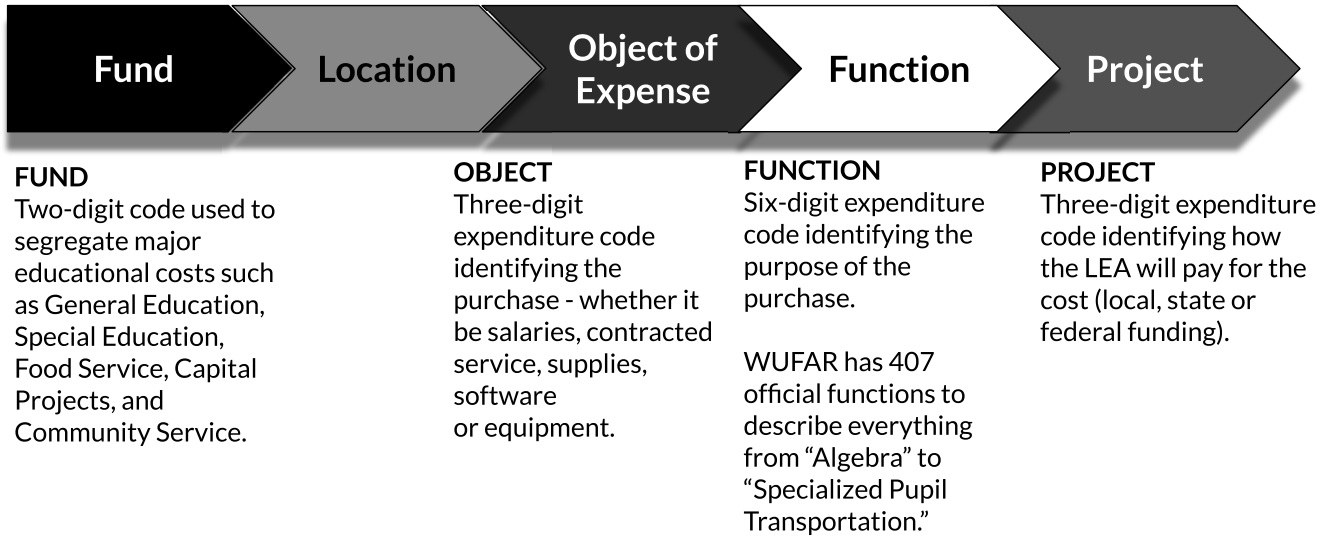 Fund
Location
Object of
Expense
Function
Project
FUND
Two-digit code used to
segregate major
educational costs such
as General Education,
Special Education,
Food Service, Capital
Projects, and
Community Service.
OBJECT
Three-digit
expenditure code
identifying the
purchase - whether it
be salaries, contracted
service, supplies,
software
or equipment.
FUNCTION
Six-digit expenditure
code identifying the
purpose of the
purchase.
WUFAR has 407
official functions to
describe everything
from “Algebra” to
“Specialized Pupil
Transportation.”
PROJECT
Three-digit expenditure
code identifying how
the LEA will pay for the
cost (local, state or
federal funding).